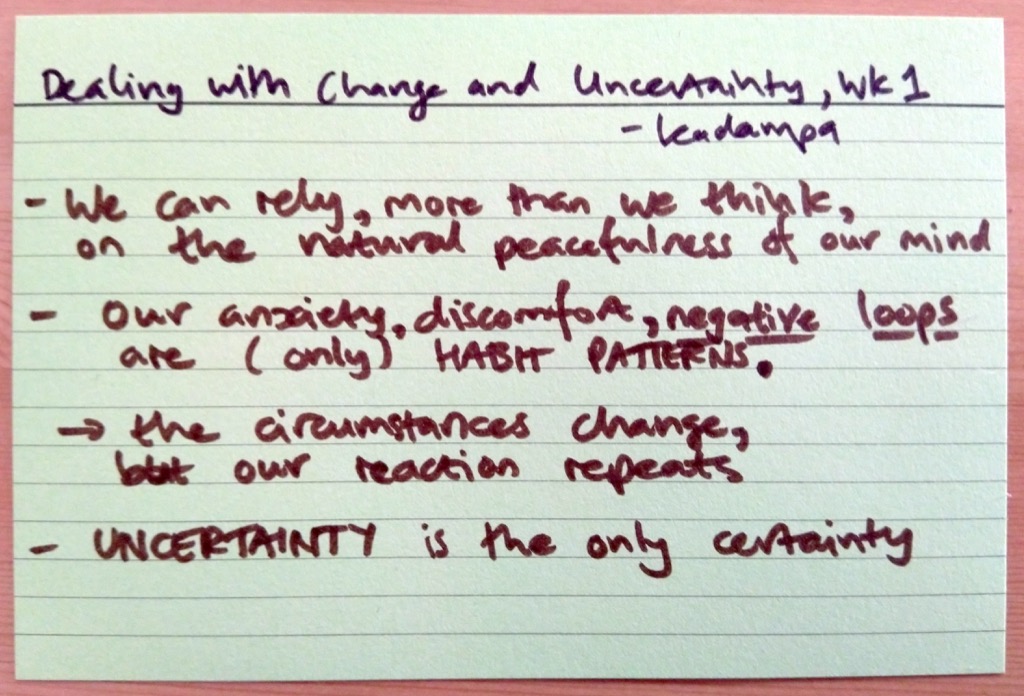 Dealing with Change and Uncertainty, Wk 1
- Kadampa
- We can rely, more than we think,
on the natural peacefulness of our mind
- Our anxiety, discomfort, negative loops
are (only) HABIT PATTERNS.
→ the circumstances change,
but our reaction repeats
- UNCERTAINTY is the only certainty